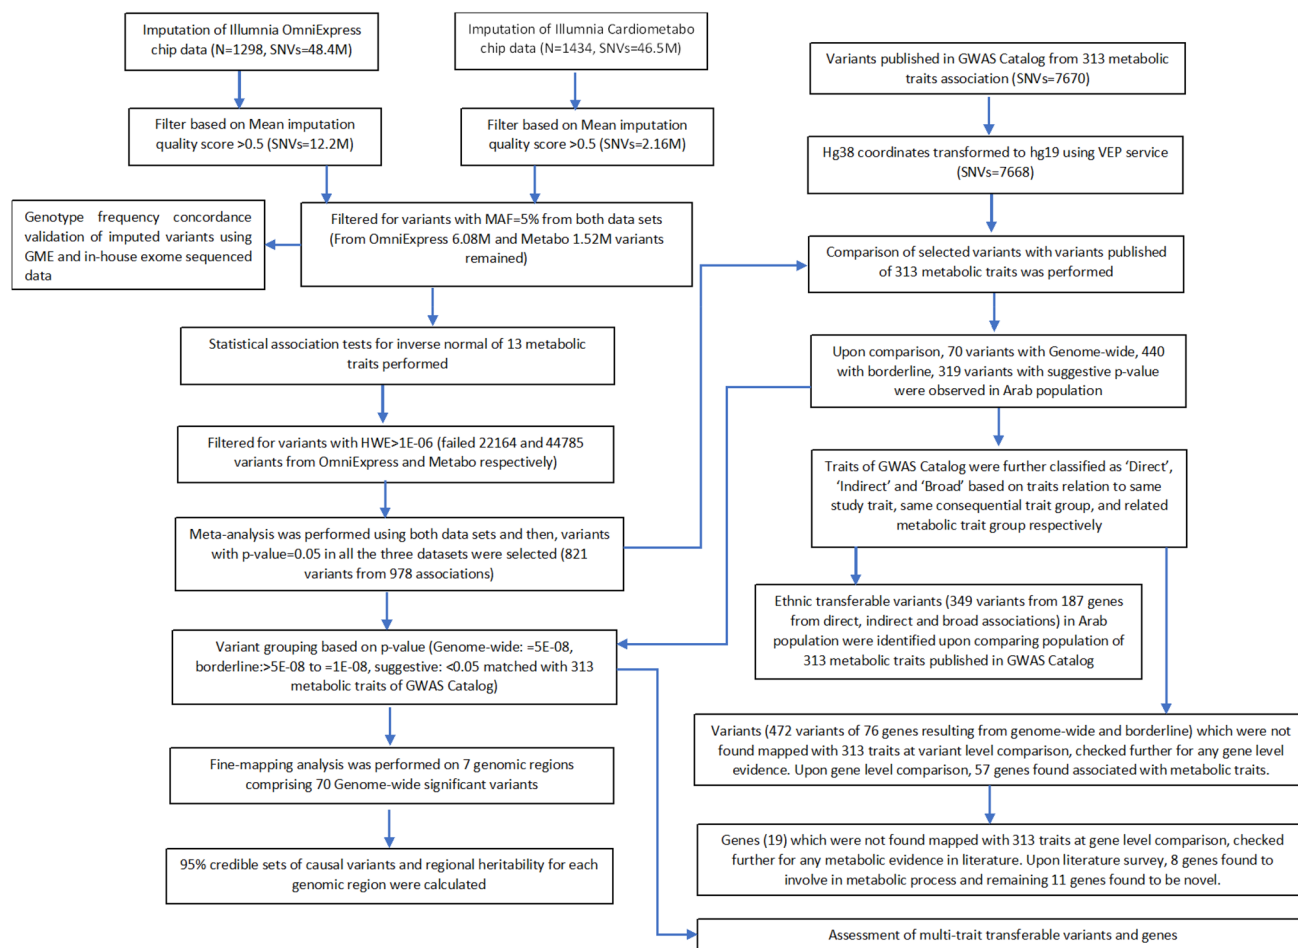 Imputation of Illumnia OmniExpress
chip data (N=1298, SNVs=48.4M)
Imputation of Illumnia Cardiometabo
chip data (N=1434, SNVs=46.5M)
Variants published in GWAS Catalog from 313 metabolic
traits association (SNVs=7670)
Filter based on Mean imputation
quality score >0.5 (SNVs=12.2M)
Filter based on Mean imputation
quality score >0.5 (SNVs=2.16M)
Hg38 coordinates transformed to hg19 using VEP service
(SNVs=7668)
Genotype frequency concordance
validation of imputed variants using
GME and in-house exome sequenced
data
Filtered for variants with MAF=5% from both data sets
(From OmniExpress 6.08M and Metabo 1.52M variants
remained)
Comparison of selected variants with variants published
of 313 metabolic traits was performed
Statistical association tests for inverse normal of 13 metabolic
traits performed
Upon comparison, 70 variants with Genome-wide, 440
with borderline, 319 variants with suggestive p-value
were observed in Arab population
Filtered for variants with HWE>1E-06 (failed 22164 and 44785
variants from OmniExpress and Metabo respectively)
Traits of GWAS Catalog were further classified as ‘Direct’,
‘Indirect’ and ‘Broad’ based on traits relation to same
study trait, same consequential trait group, and related
metabolic trait group respectively
Meta-analysis was performed using both data sets and then, variants
with p-value=0.05 in all the three datasets were selected (821
variants from 978 associations)
Ethnic transferable variants (349 variants from 187 genes
from direct, indirect and broad associations) in Arab
population were identified upon comparing population of
313 metabolic traits published in GWAS Catalog
Variant grouping based on p-value (Genome-wide: =5E-08,
borderline:>5E-08 to =1E-08, suggestive: <0.05 matched with 313
metabolic traits of GWAS Catalog)
Variants (472 variants of 76 genes resulting from genome-wide and borderline) which were not
found mapped with 313 traits at variant level comparison, checked further for any gene level
evidence. Upon gene level comparison, 57 genes found associated with metabolic traits.
Fine-mapping analysis was performed on 7 genomic regions
comprising 70 Genome-wide significant variants
Genes (19) which were not found mapped with 313 traits at gene level comparison, checked
further for any metabolic evidence in literature. Upon literature survey, 8 genes found to
involve in metabolic process and remaining 11 genes found to be novel.
95% credible sets of causal variants and regional heritability for each
genomic region were calculated
Assessment of multi-trait transferable variants and genes